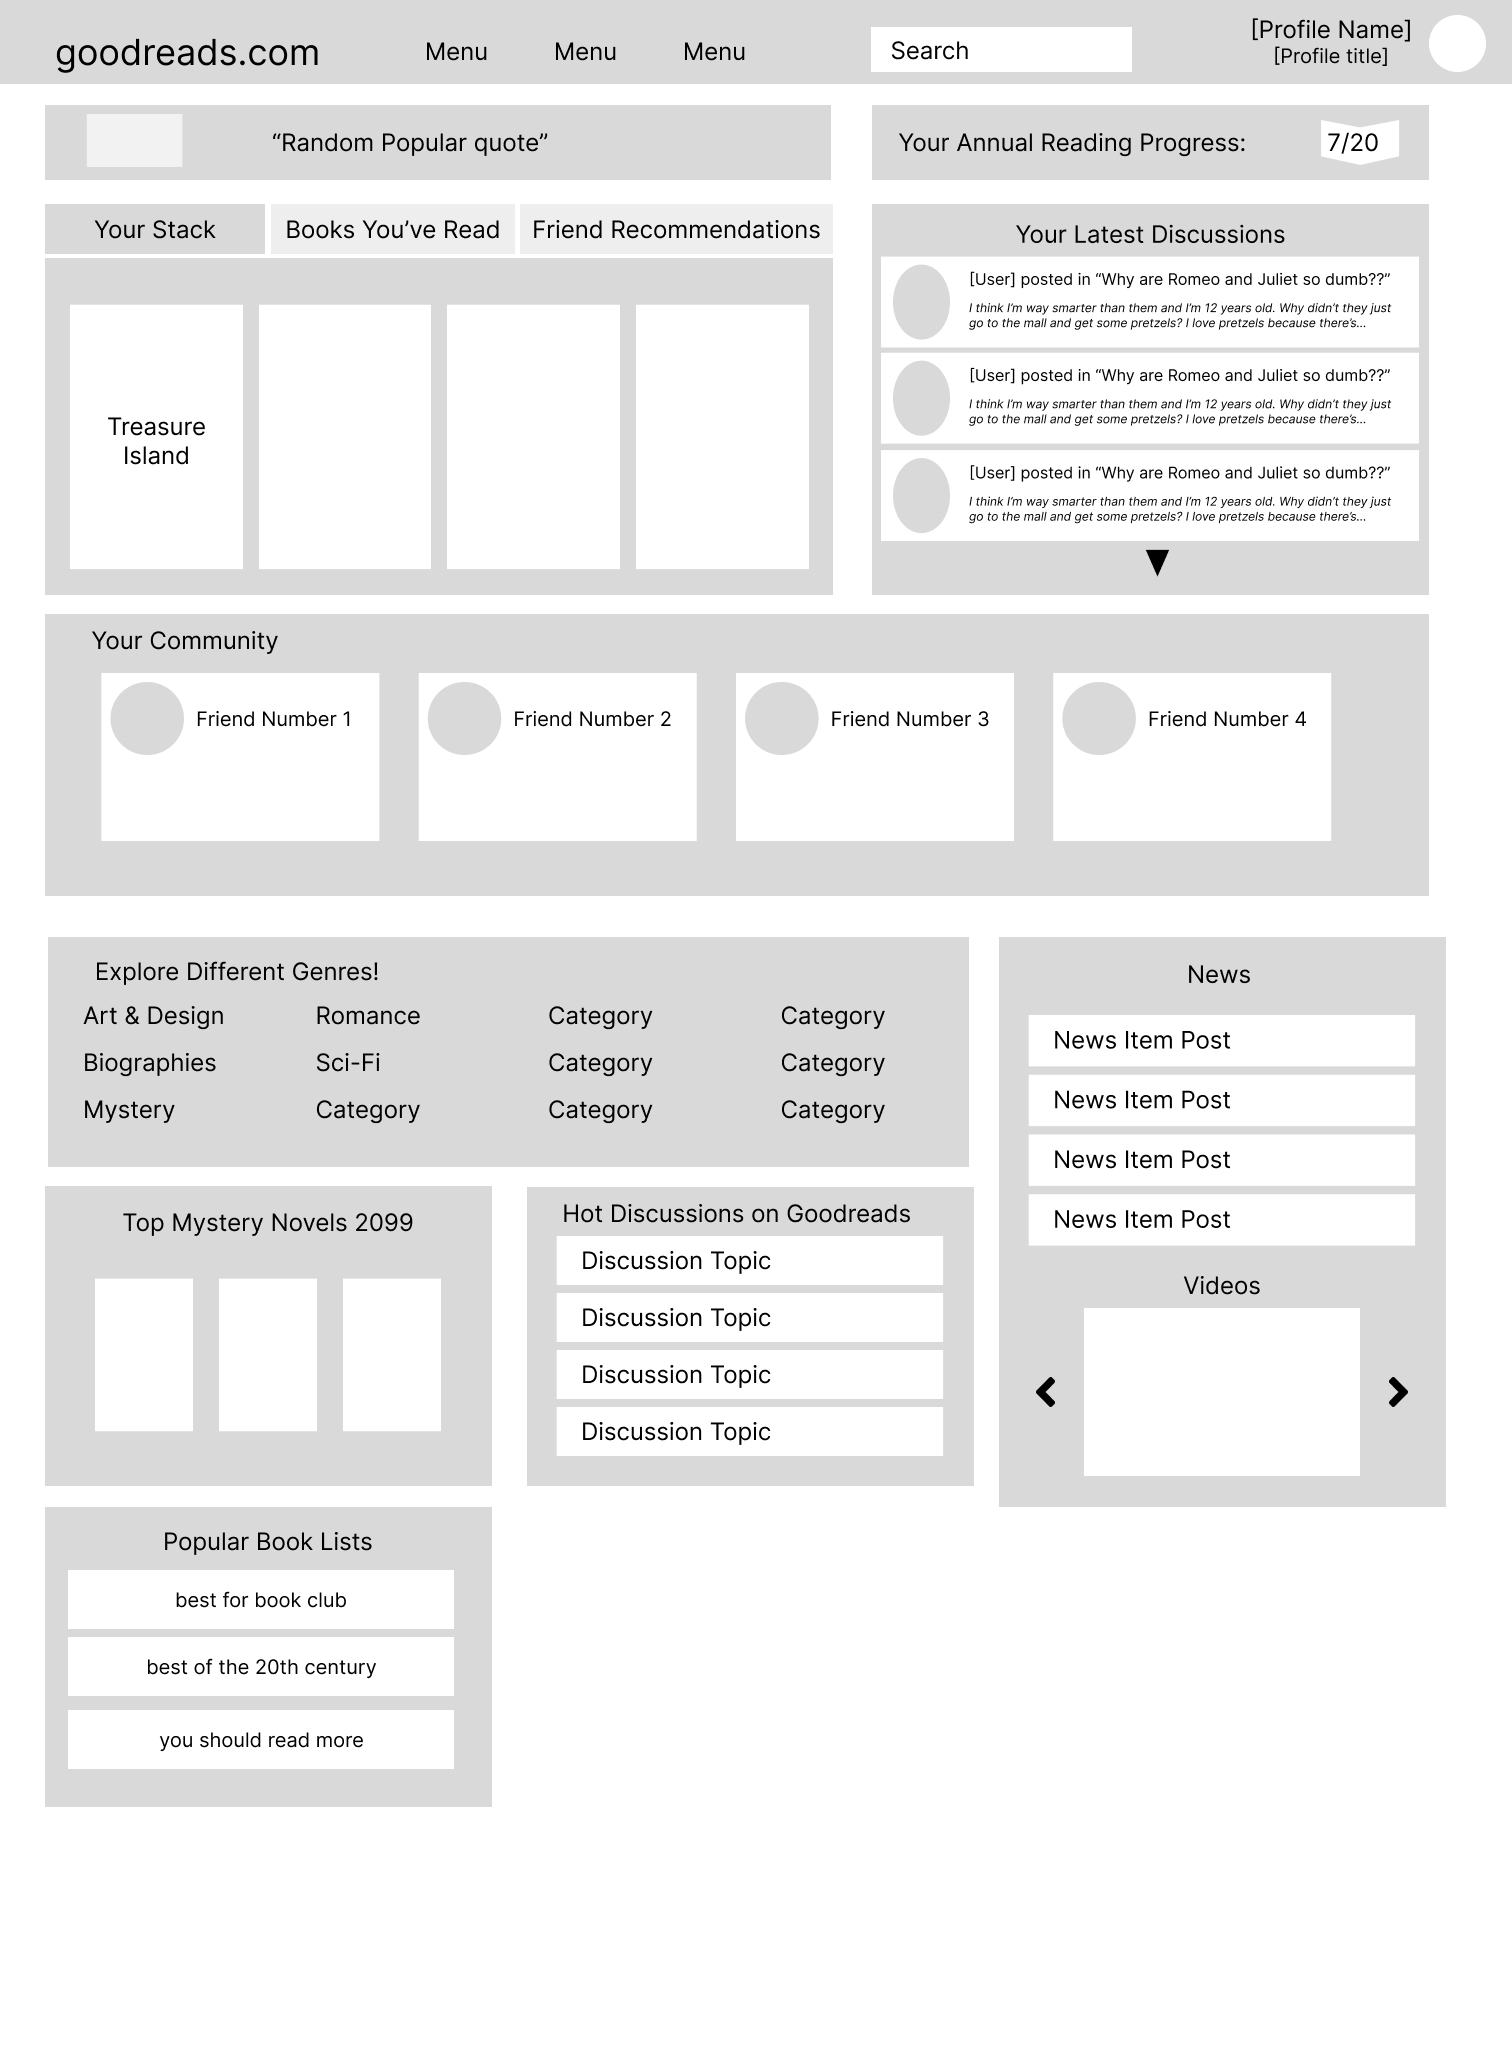 goodreads.com
Menu
Menu
Menu
Search
[Profile Name]
[Profile title]
“Random Popular quote”
Your Annual Reading Progress:
7/20
Your Stack
Books You’ve Read
Friend Recommendations
Treasure
Island
Your Latest Discussions
[User] posted in “Why are Romeo and Juliet so dumb??”
I think I’m way smarter than them and I’m 12 years old. Why didn’t they just
go to the mall and get some pretzels? I love pretzels because there’s...
[User] posted in “Why are Romeo and Juliet so dumb??”
I think I’m way smarter than them and I’m 12 years old. Why didn’t they just
go to the mall and get some pretzels? I love pretzels because there’s...
[User] posted in “Why are Romeo and Juliet so dumb??”
I think I’m way smarter than them and I’m 12 years old. Why didn’t they just
go to the mall and get some pretzels? I love pretzels because there’s...
Your Community
Friend Number 1
Friend Number 2
Friend Number 3
Friend Number 4
Explore Different Genres!
Art & Design
Romance
Category
Category
Biographies
Sci-Fi
Category
Category
Mystery
Category
Category
Category
News
News Item Post
News Item Post
News Item Post
News Item Post
Videos
Top Mystery Novels 2099
Hot Discussions on Goodreads
Discussion Topic
Discussion Topic
Discussion Topic
Discussion Topic
Popular Book Lists
best for book club
best of the 20th century
you should read more